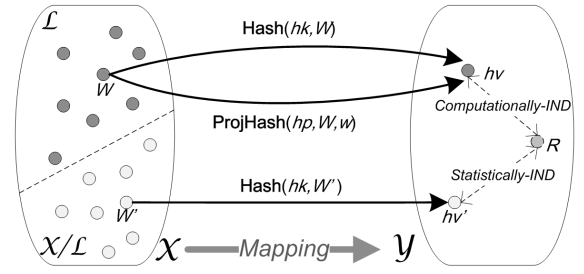 ℒ
Hash(hk,W)
W
hv
ProjHash(hp,W,w)
Computationally-IND
R
Statistically-IND
Hash(hk,W')
W'
hv'
𝒳/ℒ
𝒳 Mapping 𝒴